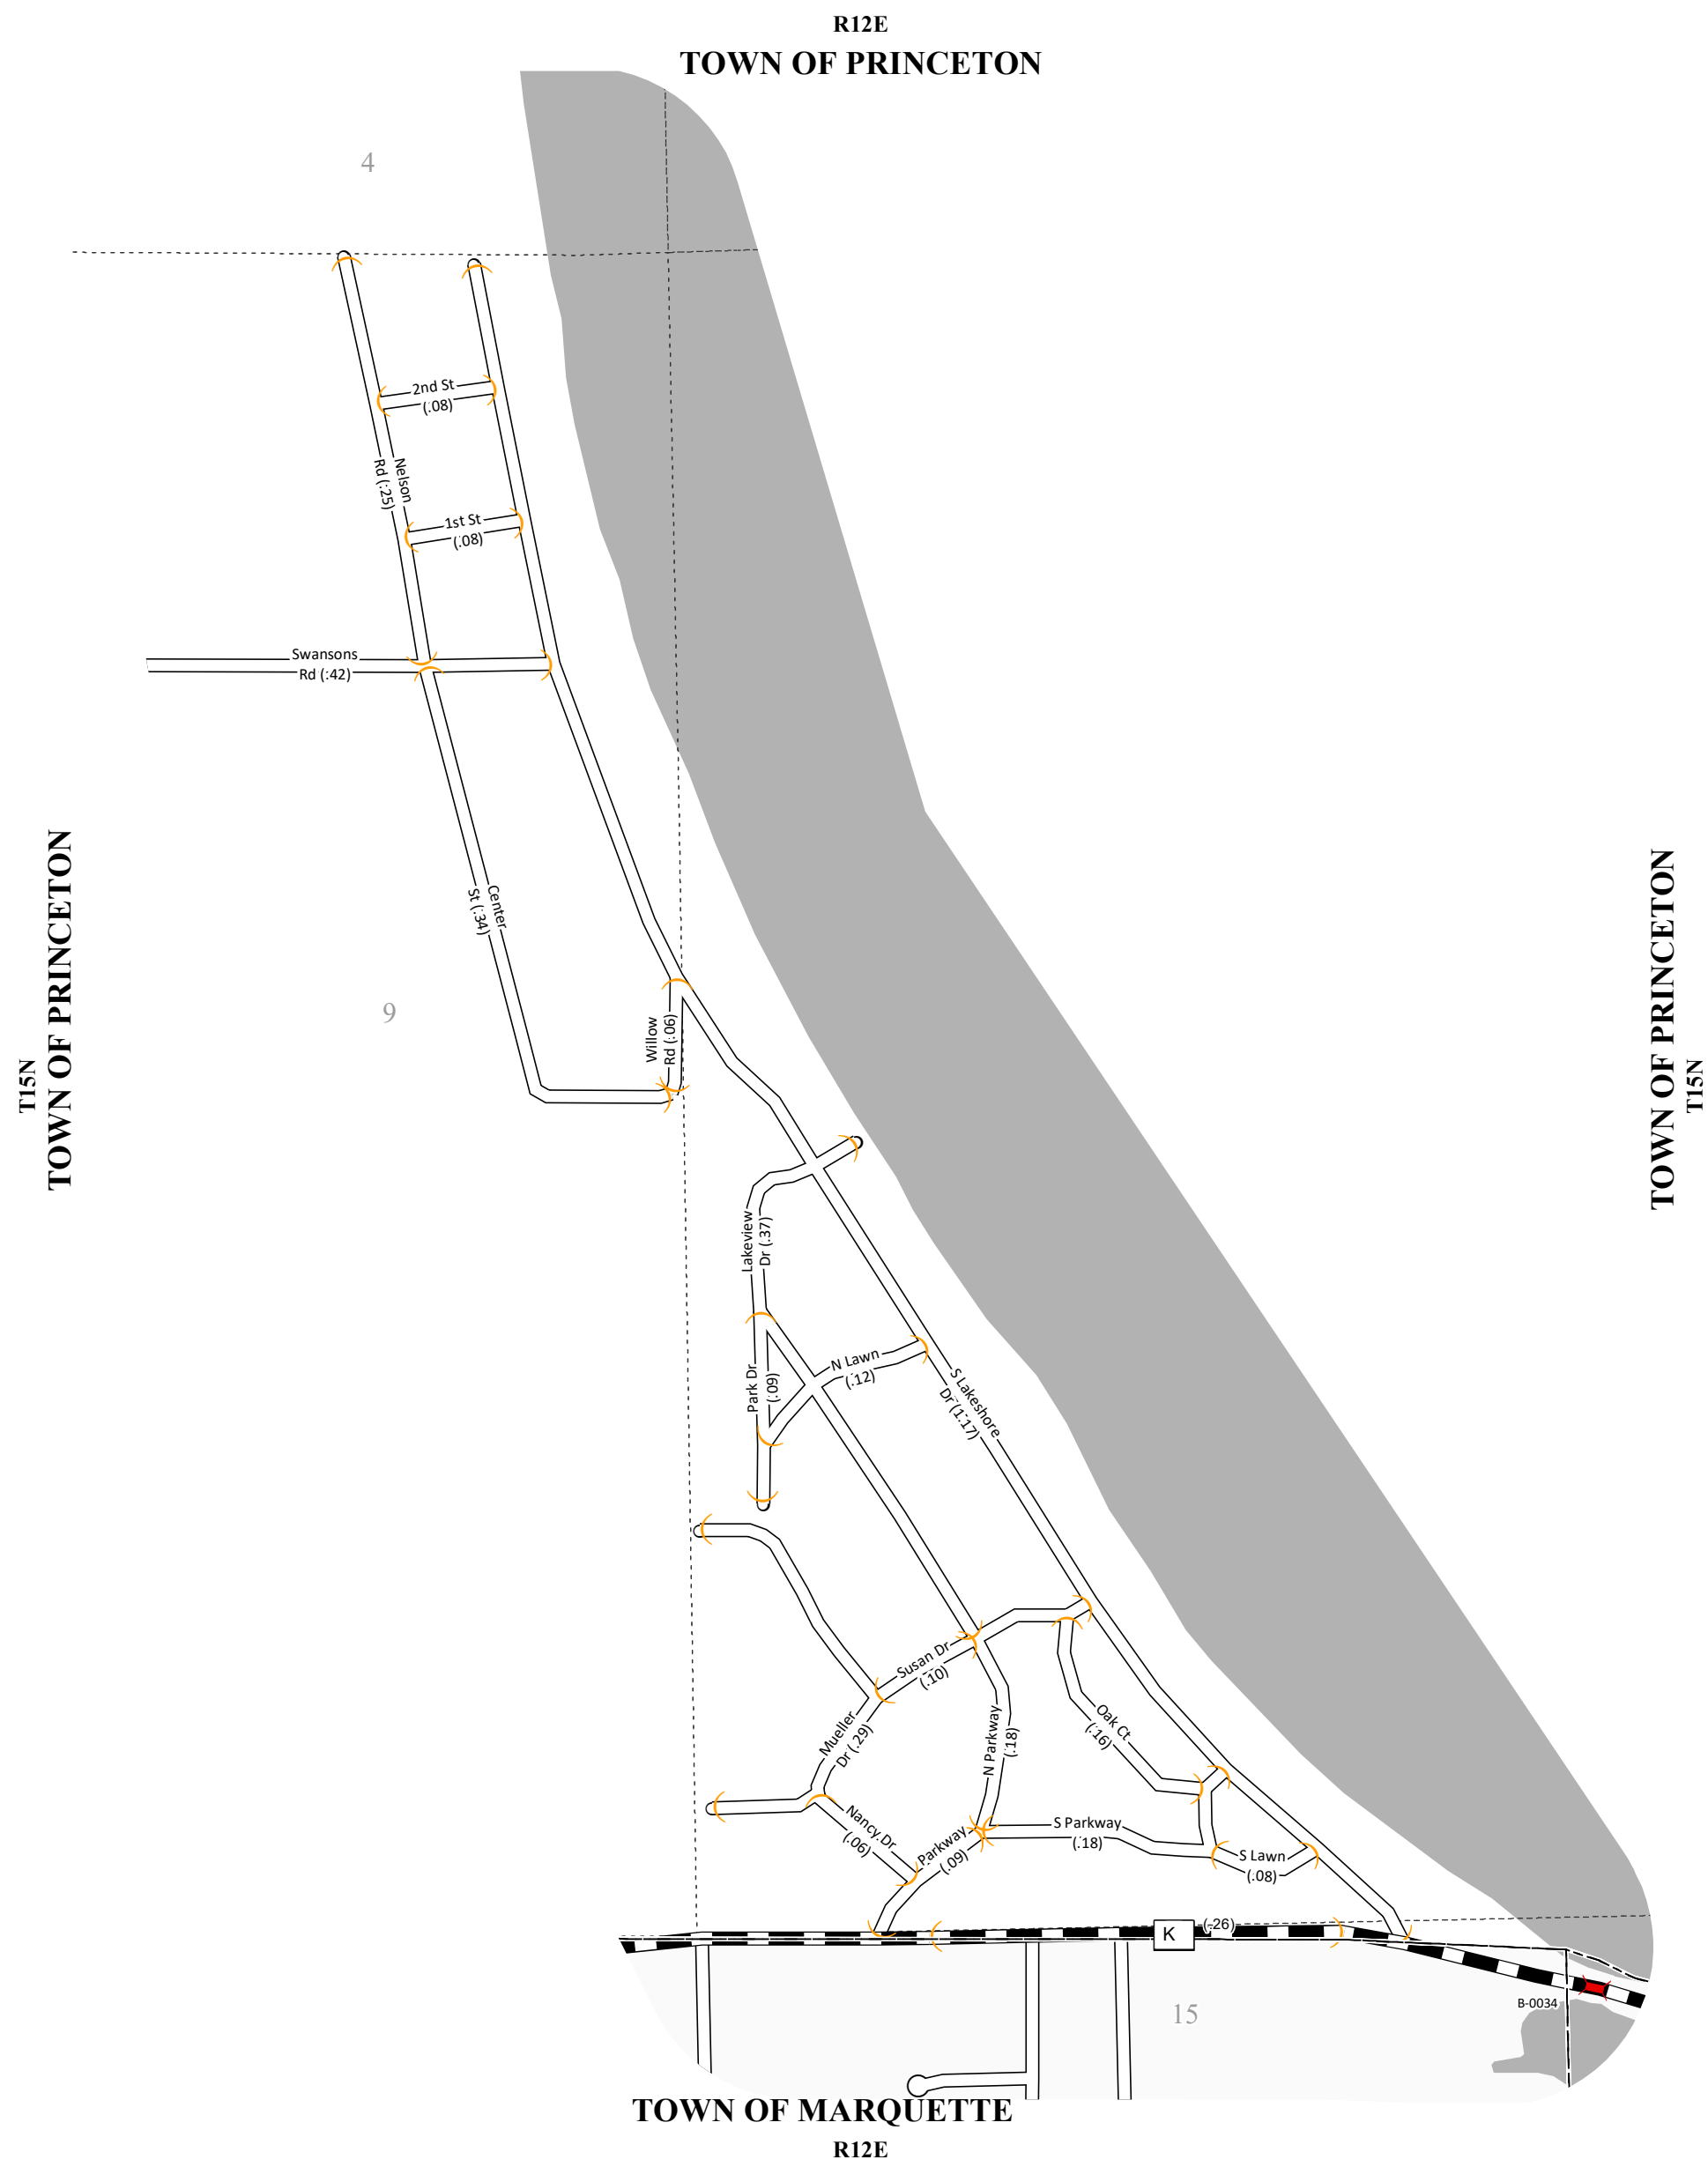 R12E
TOWN OF PRINCETON
4
2nd St
(.08)
Nelson
Rd (.25)
1st St
(.08)
Swansons
Rd (.42)
TOWN OF PRINCETON
T15N
TOWN OF PRINCETON
T15N
Center
St (.34)
9
Willow
Rd (.06)
Lakeview
Dr (.37)
N Lawn
(.12)
Park Dr
(.09)
S Lakeshore
Dr (1.17)
Susan Dr
(.10)
Mueller
Dr (.29)
N Parkway
(.18)
Oak Ct
(.16)
Nancy Dr
(.06)
Parkway
(.09)
S Parkway
(.18)
S Lawn
(.08)
K
(.26)
B-0034
15
TOWN OF MARQUETTE
R12E